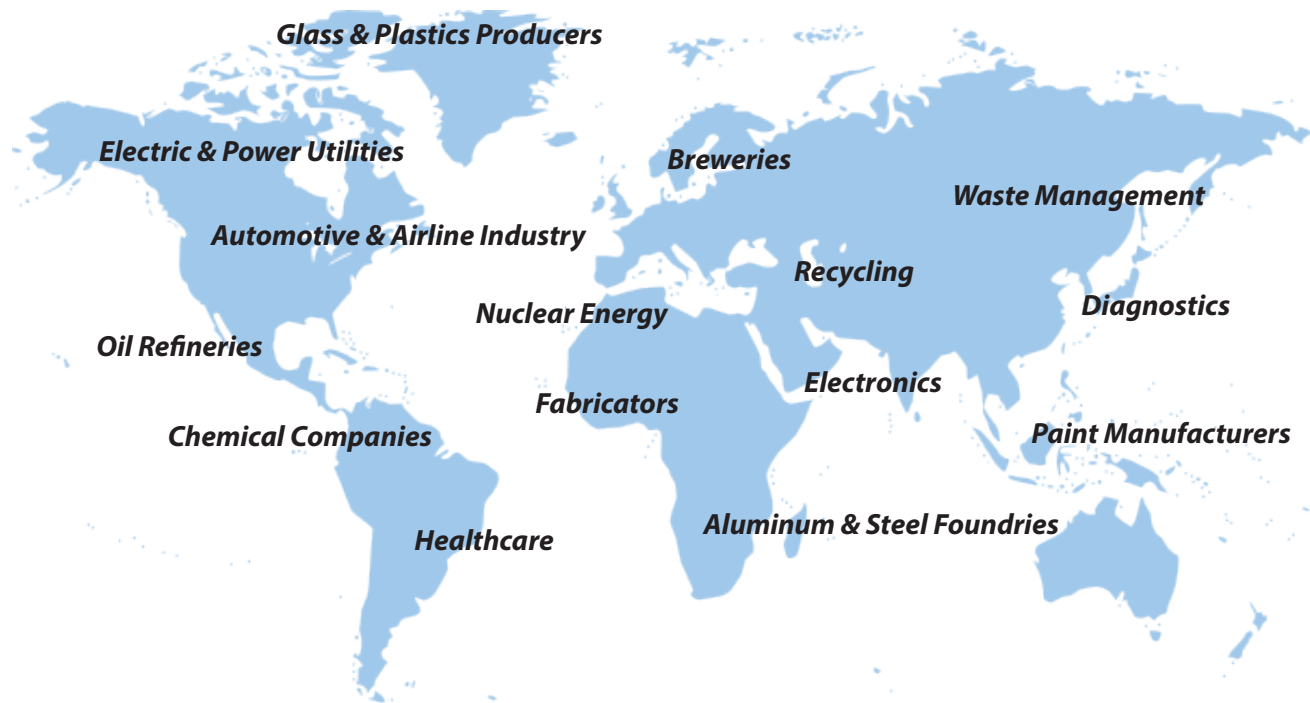 Glass & Plastics Producers
Electric & Power Utilities
Breweries
Waste Management
Automotive & Airline Industry
Recycling
Nuclear Energy
Diagnostics
Oil Refineries
Electronics
Fabricators
Chemical Companies
Paint Manufacturers
Aluminum & Steel Foundries
Healthcare